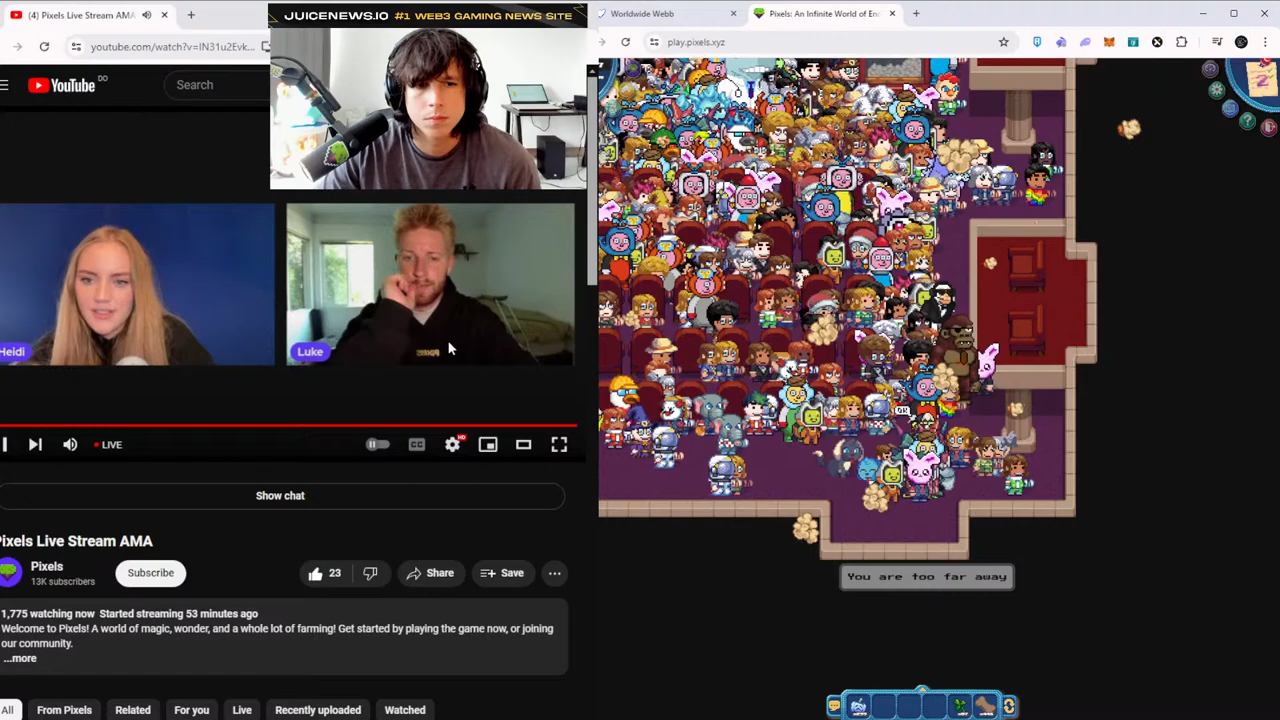 JUICENEWS.IO #1 WEB3 GAMING NEWS SITE
(4) Pixels Live Stream AMA
Worldwide Webb
Pixels: An Infinite World of En
youtube.com/watch?v=IN31u2Evk...
play.pixels.xyz
YouTube
DO
Search
Heidi
Luke
LIVE
CC
HD
Show chat
Pixels Live Stream AMA
Pixels
13K subscribers
Subscribe
23
Share
Save
1,775 watching now Started streaming 53 minutes ago
Welcome to Pixels! A world of magic, wonder, and a whole lot of farming! Get started by playing the game now, or joining
our community.
...more
All
From Pixels
Related
For you
Live
Recently uploaded
Watched
You are too far away